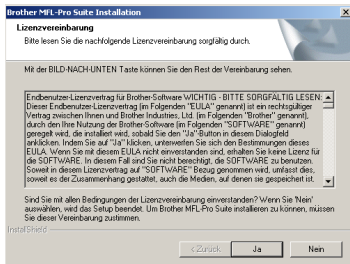 Brother MFL-Pro Suite Installation
Lizenzvereinbarung
Bitte lesen Sie die nachfolgende Lizenzvereinbarung sorgfältig durch.
Mit der BILD-NACH-UNTEN Taste können Sie den Rest der Vereinbarung sehen.
Endbenutzer-Lizenzvertrag für Brother-Software WICHTIG - BITTE SORGFÄLTIG LESEN:
Dieser Endbenutzer-Lizenzvertrag (im Folgenden "EULA" genannt) ist ein rechtsgültiger
Vertrag zwischen Ihnen und Brother Industries, Ltd. (im Folgenden "Brother" genannt),
durch den Ihre Nutzung der Brother-Software (im Folgenden "SOFTWARE" genannt)
geregelt wird, die installiert wird, sobald Sie den "Ja"-Button in diesem Dialogfeld
anklicken. Indem Sie auf "Ja" klicken, unterwerfen Sie sich den Bestimmungen dieses
EULA. Wenn Sie mit diesem EULA nicht einverstanden sind, erhalten Sie keine Lizenz für
die SOFTWARE. In diesem Fall sind Sie nicht berechtigt, die SOFTWARE zu benutzen.
Soweit in diesem Lizenzvertrag auf "SOFTWARE" Bezug genommen wird, umfasst dies,
soweit es der Zusammenhang gestattet, auch die Medien, auf denen sie gespeichert ist.
Sind Sie mit allen Bedingungen der Lizenzvereinbarung einverstanden? Wenn Sie 'Nein'
auswählen, wird das Setup beendet. Um Brother MFL-Pro Suite installieren zu können, müssen
Sie dieser Vereinbarung zustimmen.
InstallShield
< Zurück
Ja
Nein